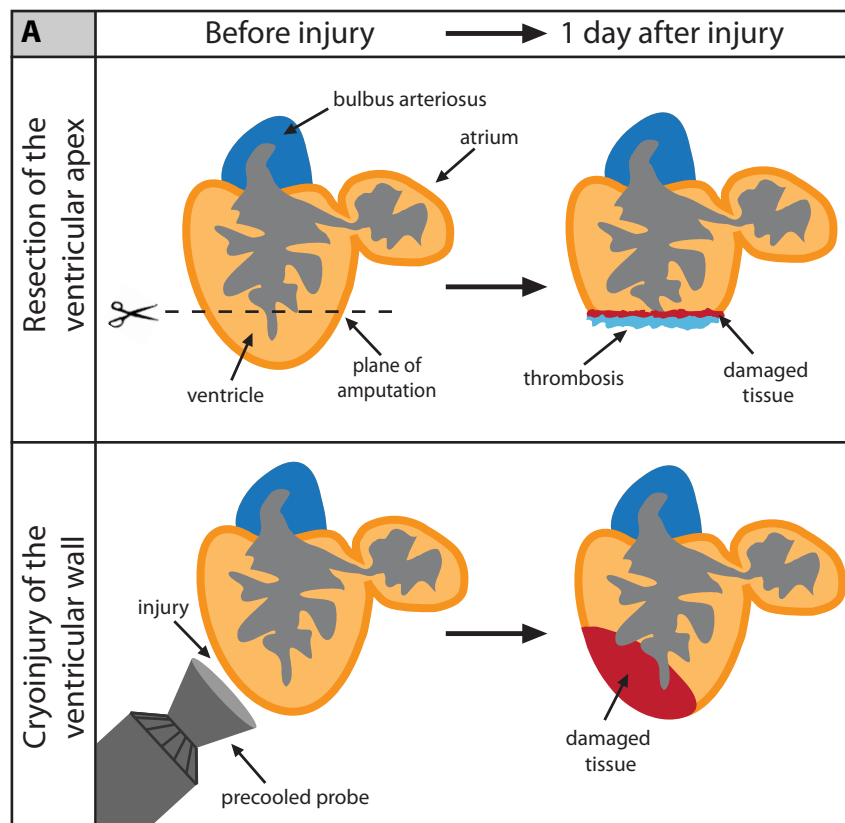 A
Before injury
1 day after injury
Resection of the
ventricular apex
bulbus arteriosus
atrium
ventricle
plane of
amputation
thrombosis
damaged
tissue
Cryoinjury of the
ventricular wall
injury
precooled probe
damaged
tissue